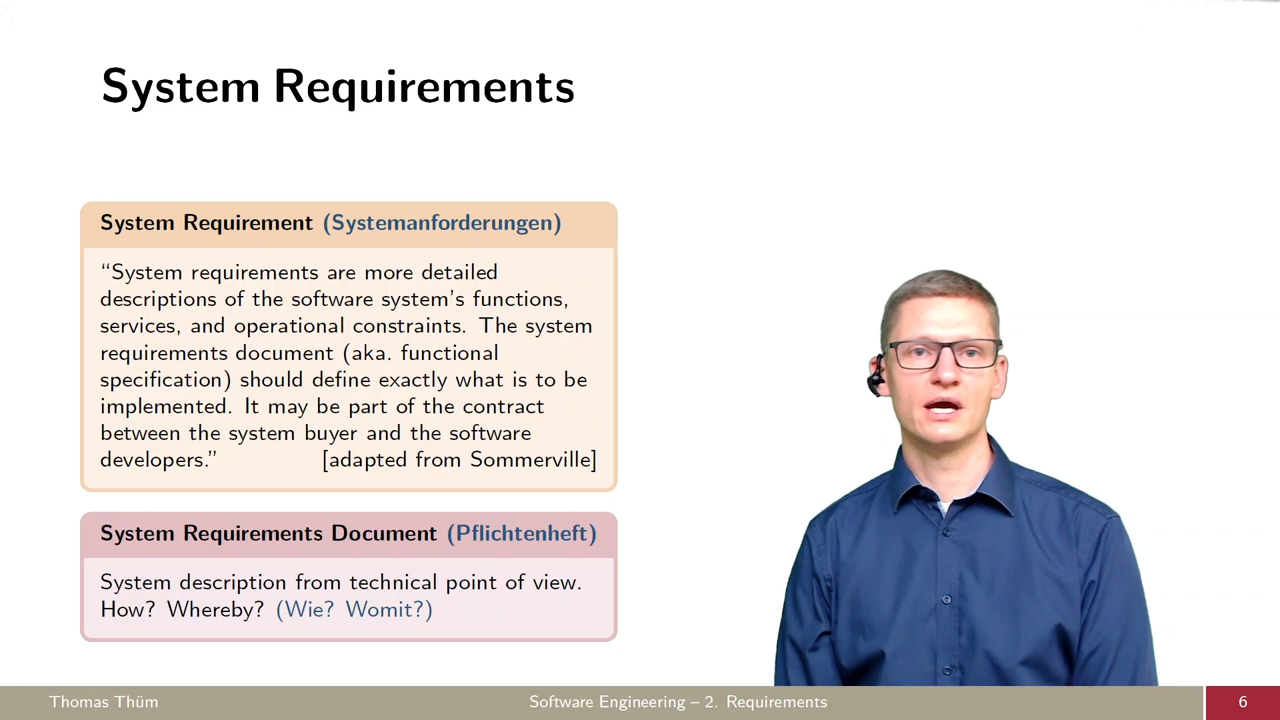 System Requirements
System Requirement (Systemanforderungen)
“System requirements are more detailed
descriptions of the software system’s functions,
services, and operational constraints. The system
requirements document (aka. functional
specification) should define exactly what is to be
implemented. It may be part of the contract
between the system buyer and the software
developers.” [adapted from Sommerville]
System Requirements Document (Pflichtenheft)
System description from technical point of view.
How? Whereby? (Wie? Womit?)
Thomas Thüm Software Engineering – 2. Requirements 6